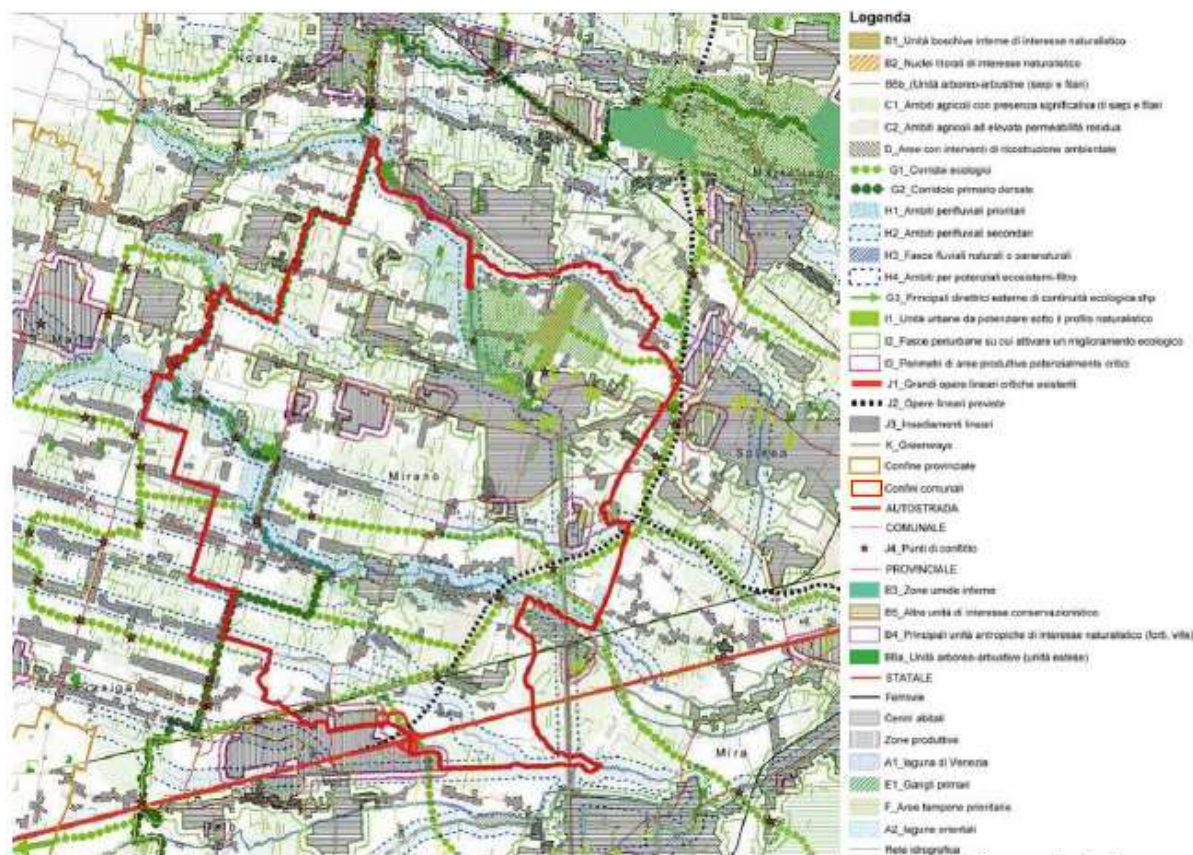 Noale
Martellago
Mirano
Spinea
Mira
Dolo
Legenda
B1_Unità boschive interne di interesse naturalistico
B2_Nuclei litorali di interesse naturalistico
B6b_(Unità arboreo-arbustive (siepi e filari)
C1_Ambiti agricoli con presenza significativa di siepi e filari
C2_Ambiti agricoli ad elevata permeabilità residua
D_Aree con interventi di ricostruzione ambientale
G1_Corridoi ecologici
G2_Corridoio primario dorsale
H1_Ambiti perifluviali prioritari
H2_Ambiti perifluviali secondari
H3_Fasce fluviali naturali o paranaturali
H4_Ambiti per potenziali ecosistemi-filtro
G3_Principali direttrici esterne di continuità ecologica
I1_Unità urbane da potenziare sotto il profilo naturalistico
I2_Fasce periurbane su cui attivare un miglioramento ecologico
I3_Perimetri di aree produttive potenzialmente critici
J1_Grandi opere lineari critiche esistenti
J2_Opere lineari previste
J3_Insediamenti lineari
K_Greenways
Confine provinciale
Confini comunali
AUTOSTRADA
COMUNALE
J4_Punti di conflitto
PROVINCIALE
B3_Zone umide interne
B5_Altre unità di interesse conservazionistico
B4_Principali unità antropiche di interesse naturalistico (forti, ville)
B6a_Unità arboreo-arbustive (unità estese)
STATALE
Ferrovie
Centri abitati
Zone produttive
A1_laguna di Venezia
E1_Gangli primari
F_Aree tampone prioritarie
A2_lagune orientali
Rete idrografica